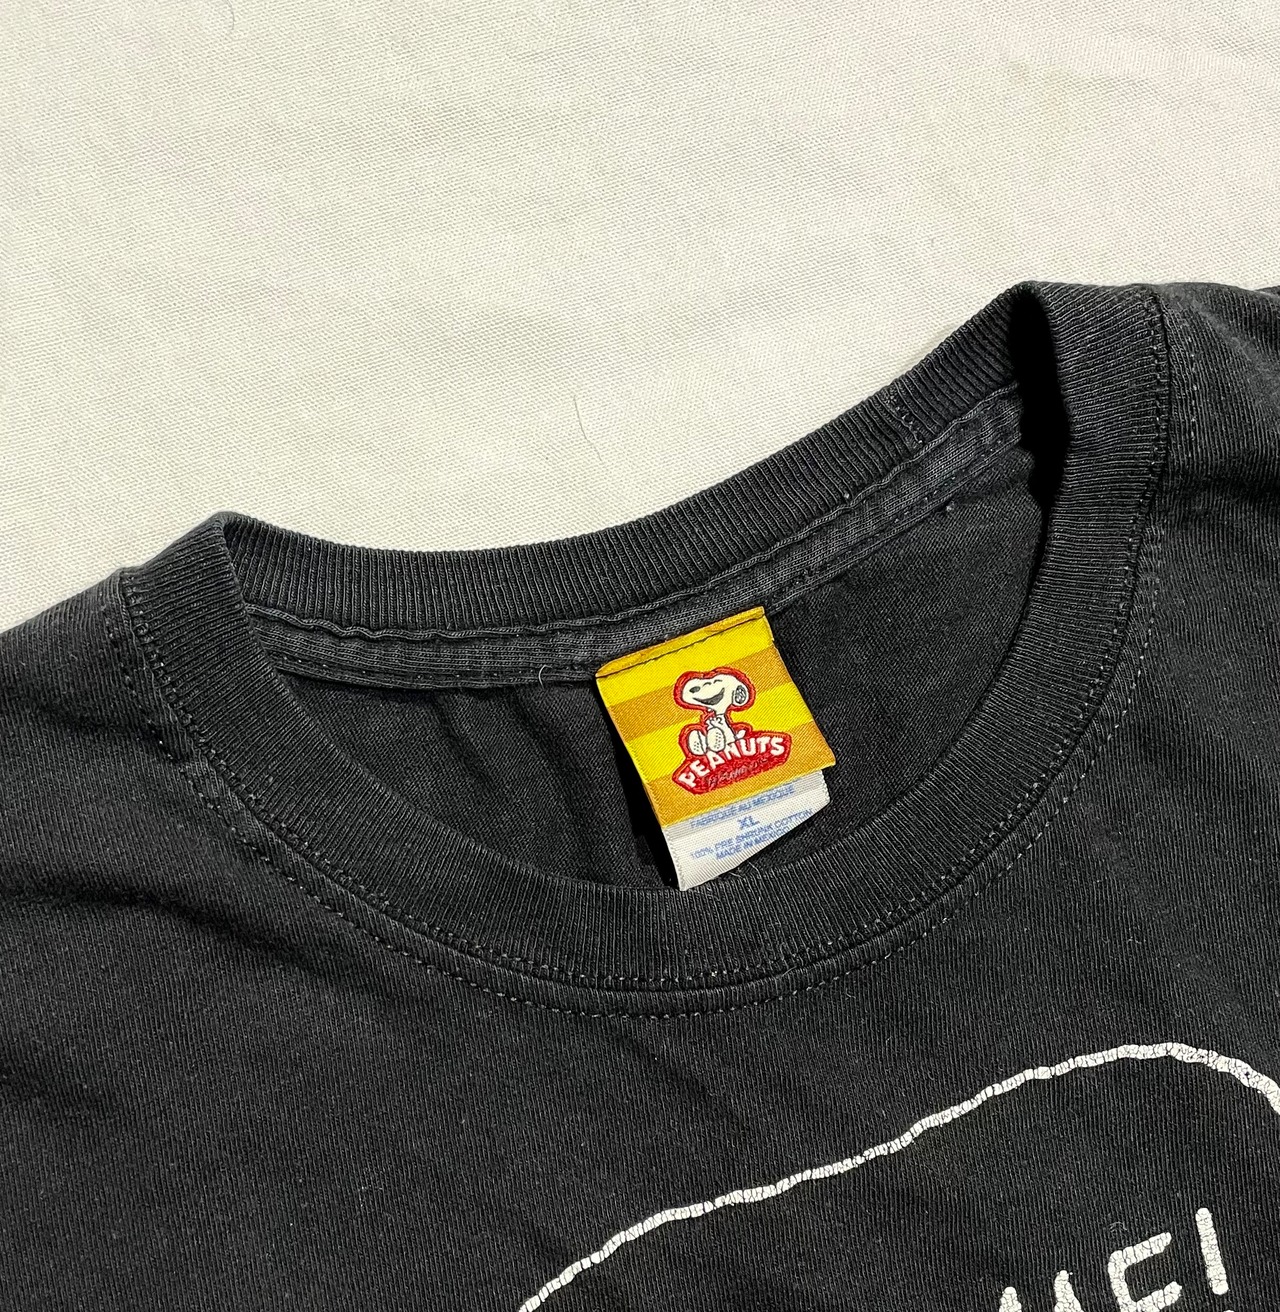 PEANUTS
FABRIQUÉ AU MEXIQUE
XL
100% PRE SHRUNK COTTON
MADE IN MEXICO